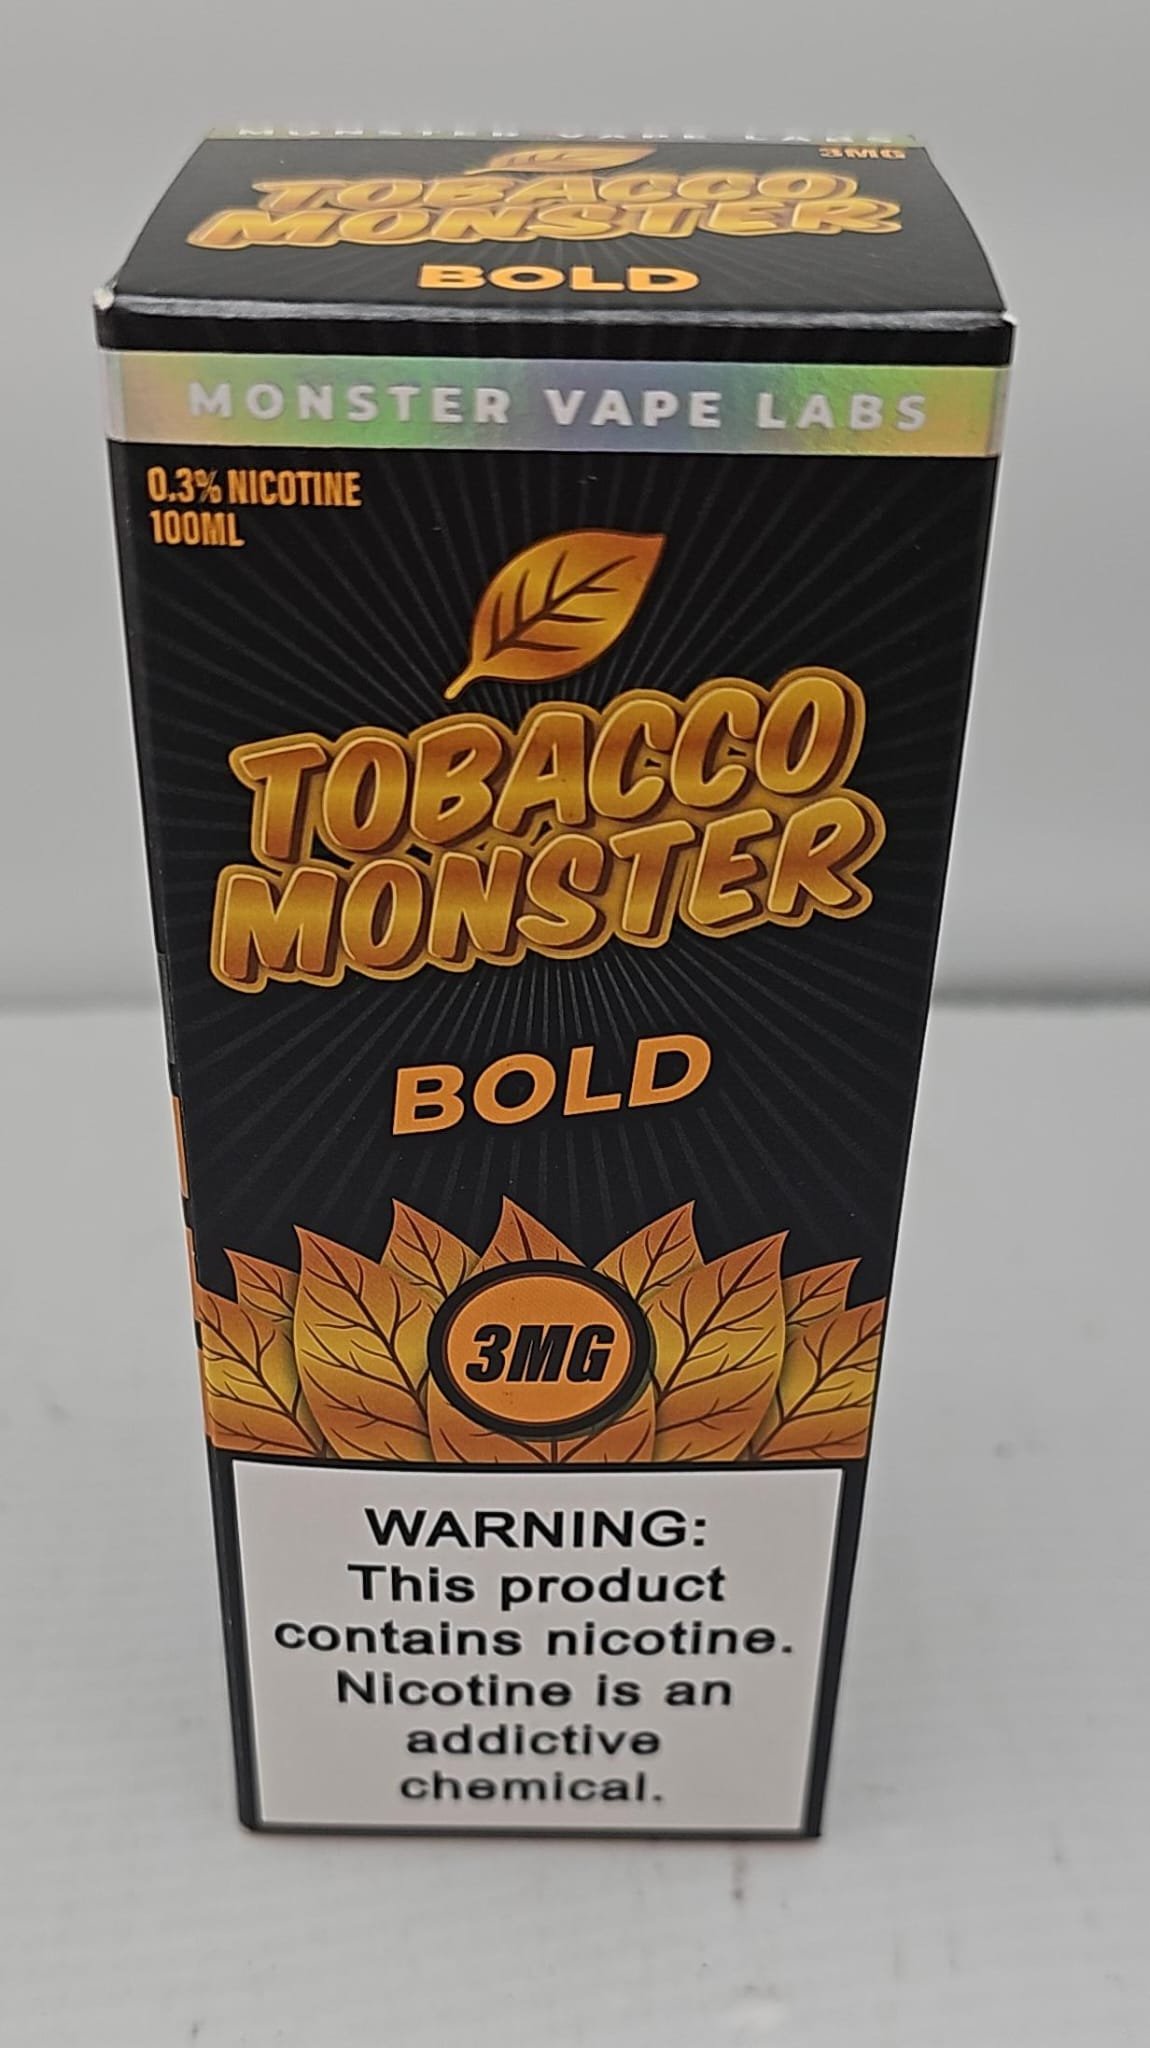 MONSTER VAPE LABS
3MG
TOBACCO
MONSTER
BOLD
MONSTER VAPE LABS
0.3% NICOTINE
100ML
TOBACCO
MONSTER
BOLD
3MG
WARNING:
This product
contains nicotine.
Nicotine is an
addictive
chemical.